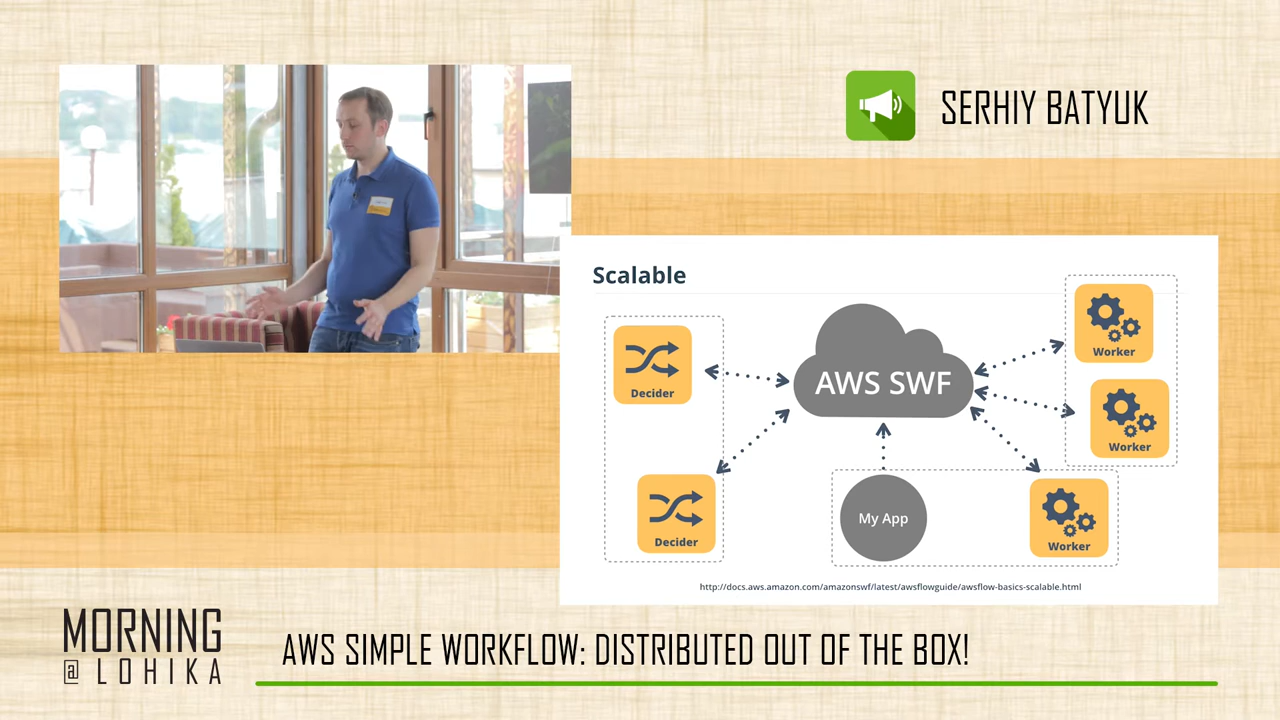 SERHIY BATYUK
Scalable
Decider
Decider
AWS SWF
My App
Worker
Worker
Worker
http://docs.aws.amazon.com/amazonswf/latest/awsflowguide/awsflow-basics-scalable.html
MORNING
@ LOHIKA
AWS SIMPLE WORKFLOW: DISTRIBUTED OUT OF THE BOX!